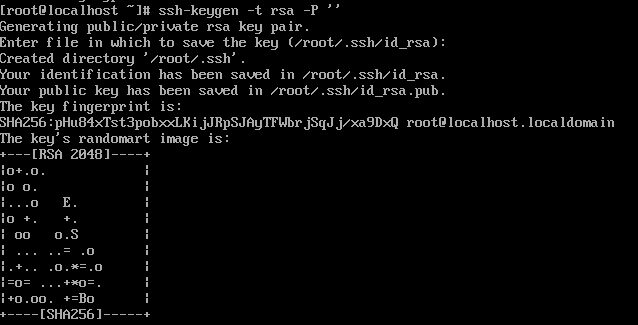 [root@localhost ~]# ssh-keygen -t rsa -P ''
Generating public/private rsa key pair.
Enter file in which to save the key (/root/.ssh/id_rsa):
Created directory '/root/.ssh'.
Your identification has been saved in /root/.ssh/id_rsa.
Your public key has been saved in /root/.ssh/id_rsa.pub.
The key fingerprint is:
SHA256:pHu84xTst3pobxxLKijJRpSJAyTFWbrjSqJj/xa9DxQ root@localhost.localdomain
The key's randomart image is:
+---[RSA 2048]----+
|o+.o.            |
|o o.             |
|...o   E.        |
|o +.   +.        |
| oo   o.S        |
| ... ..= .o      |
|.+.. .o.*=.o     |
|=o= ...+*o=.     |
|+o.oo. +=Bo      |
+----[SHA256]-----+